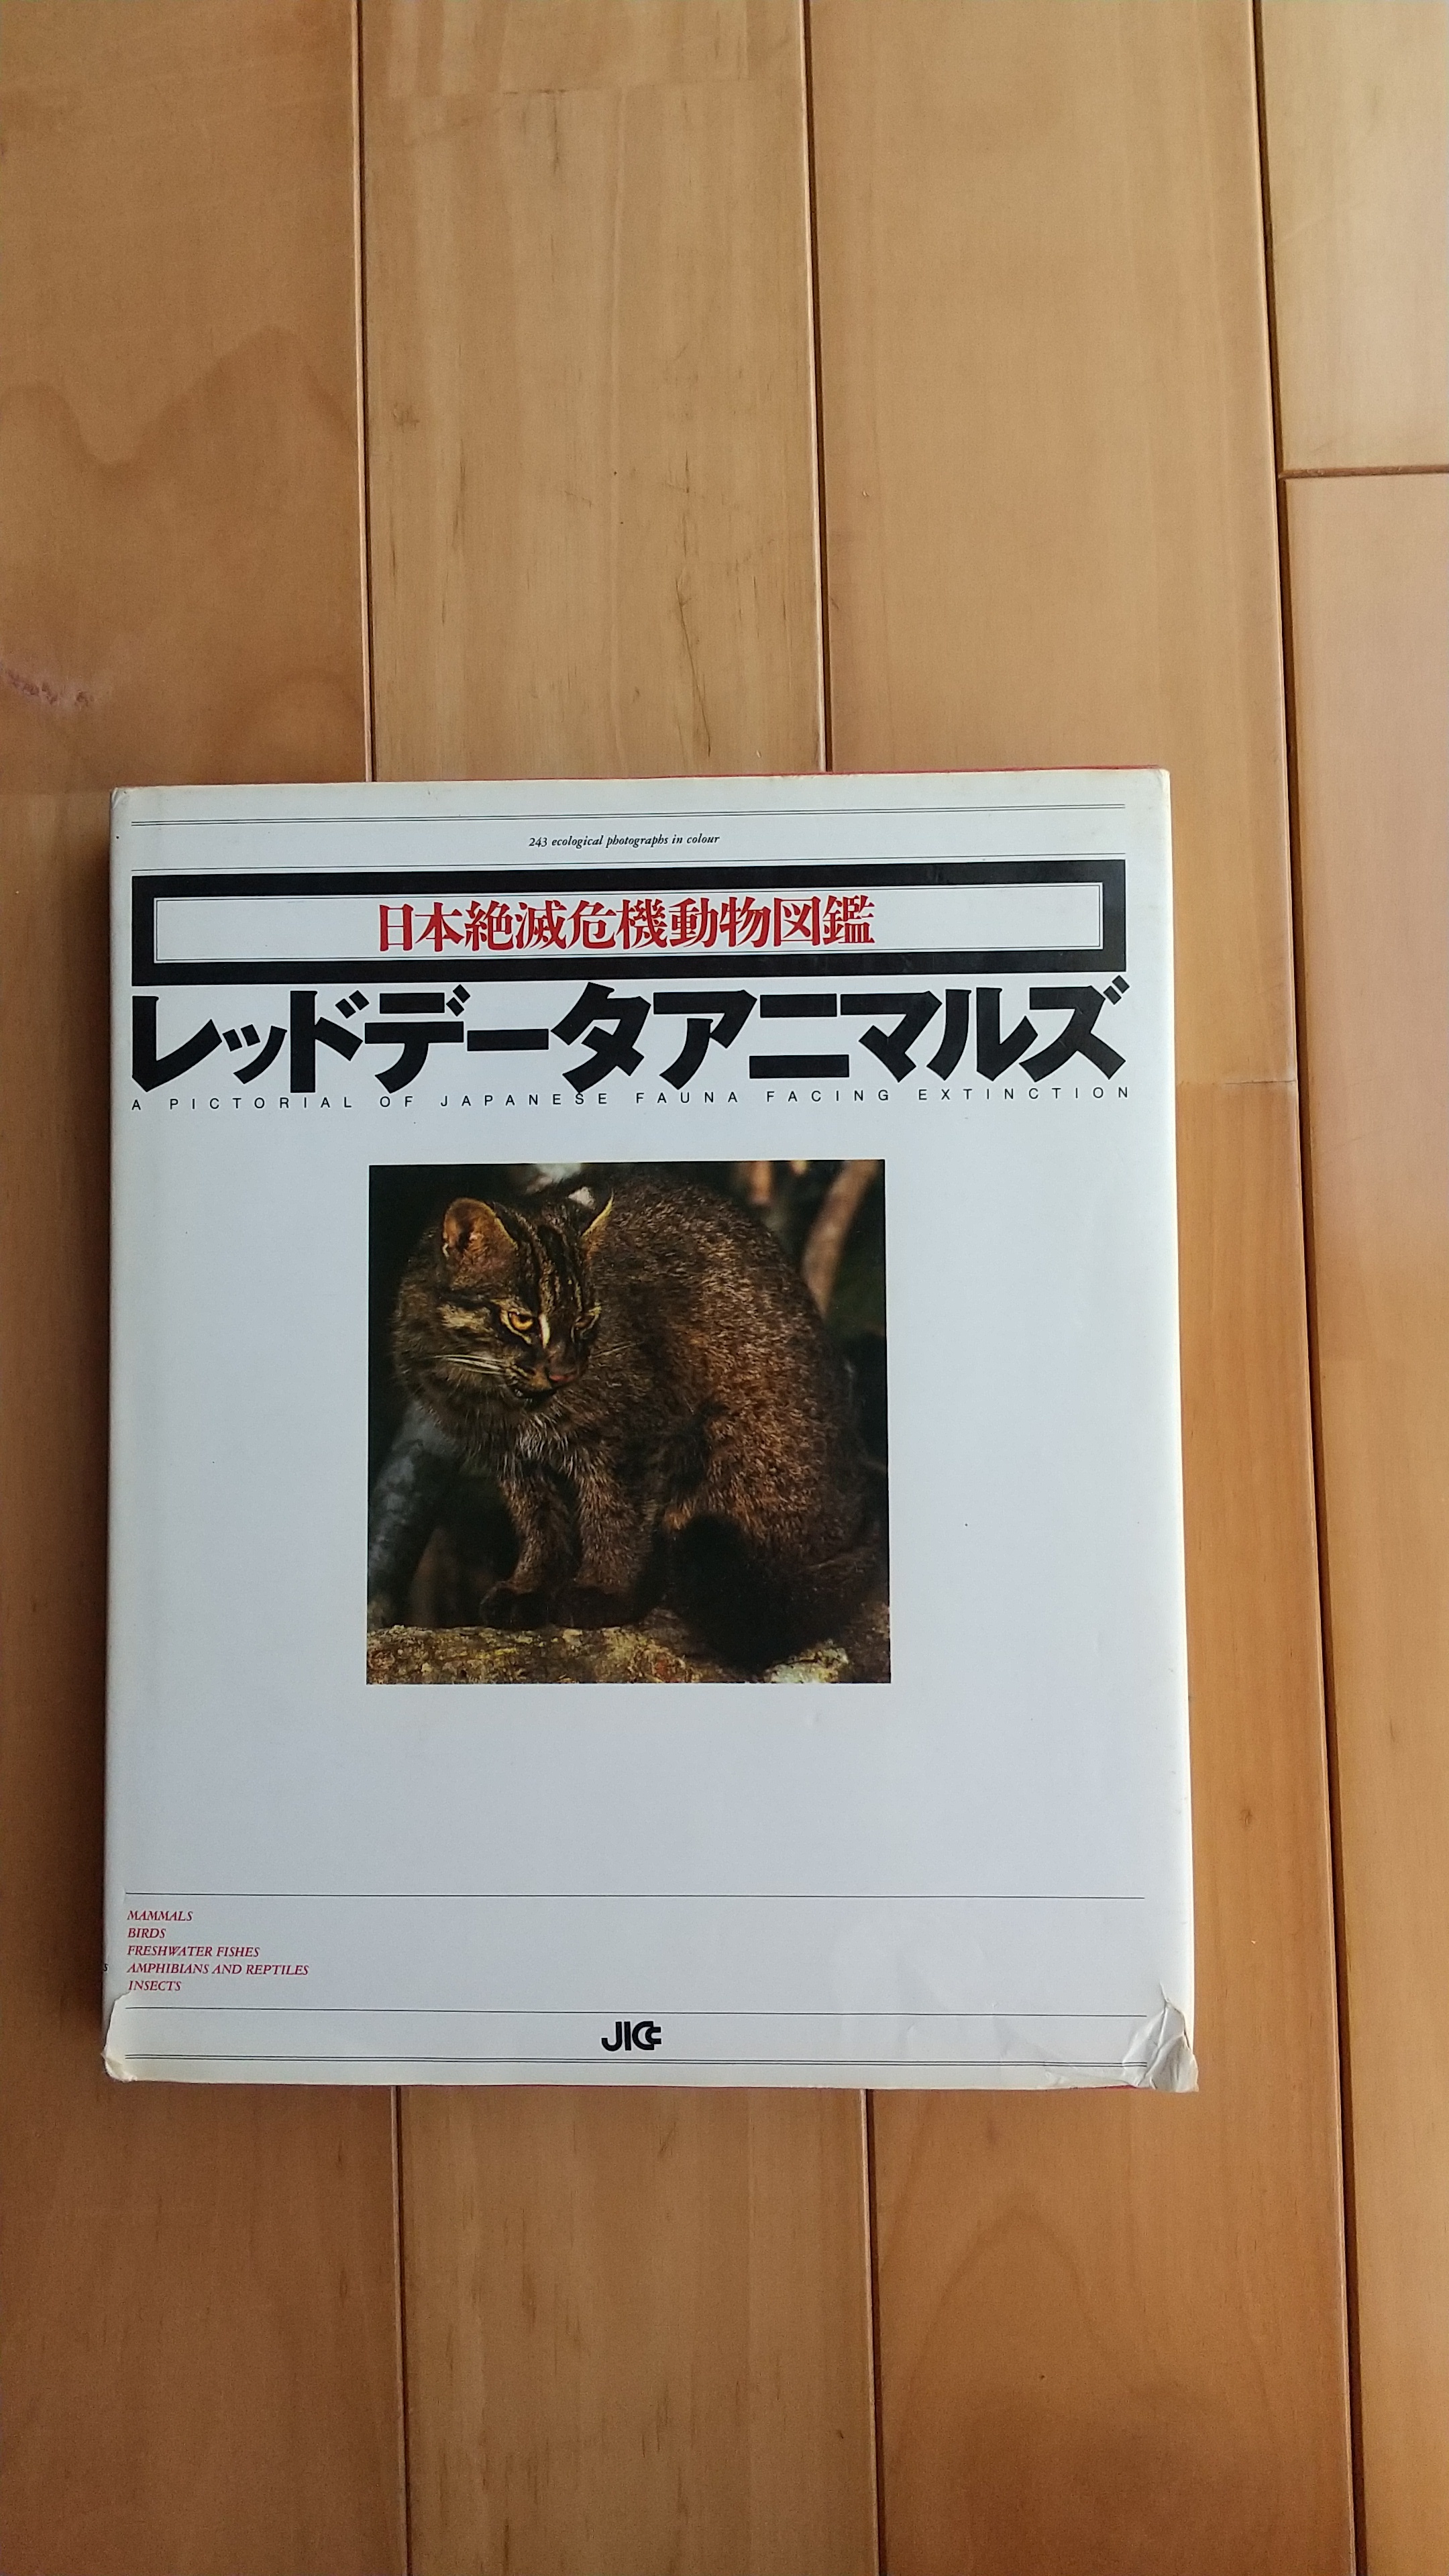 243 ecological photographs in colour
日本絶滅危機動物図鑑
レッドデータアニマルズ
A PICTORIAL OF JAPANESE FAUNA FACING EXTINCTION
MAMMALS
BIRDS
FRESHWATER FISHES
AMPHIBIANS AND REPTILES
INSECTS
JICC